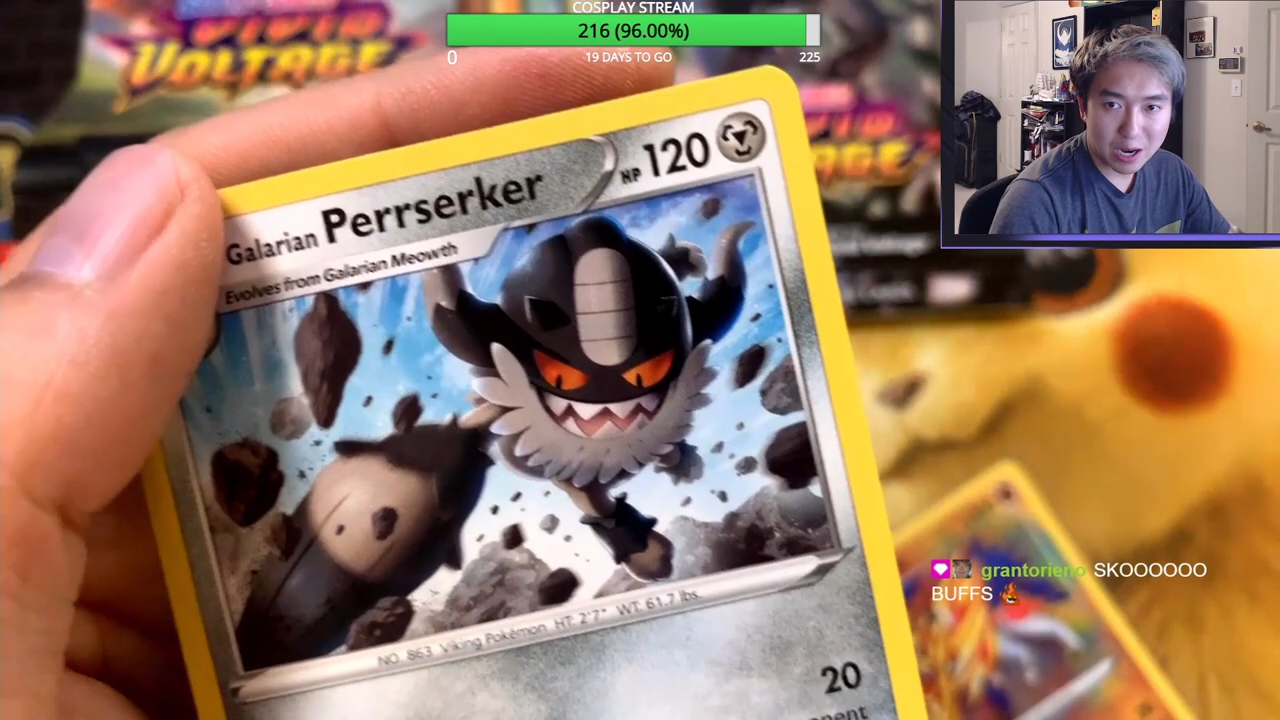 COSPLAY STREAM
216 (96.00%)
0 19 DAYS TO GO 225
VIVID
VOLTAGE
Galarian Perrserker HP 120
Evolves from Galarian Meowth
NO. 863 Viking Pokémon HT: 2'7" WT: 61.7 lbs.
20
grantorieno SKOOOOOO
BUFFS